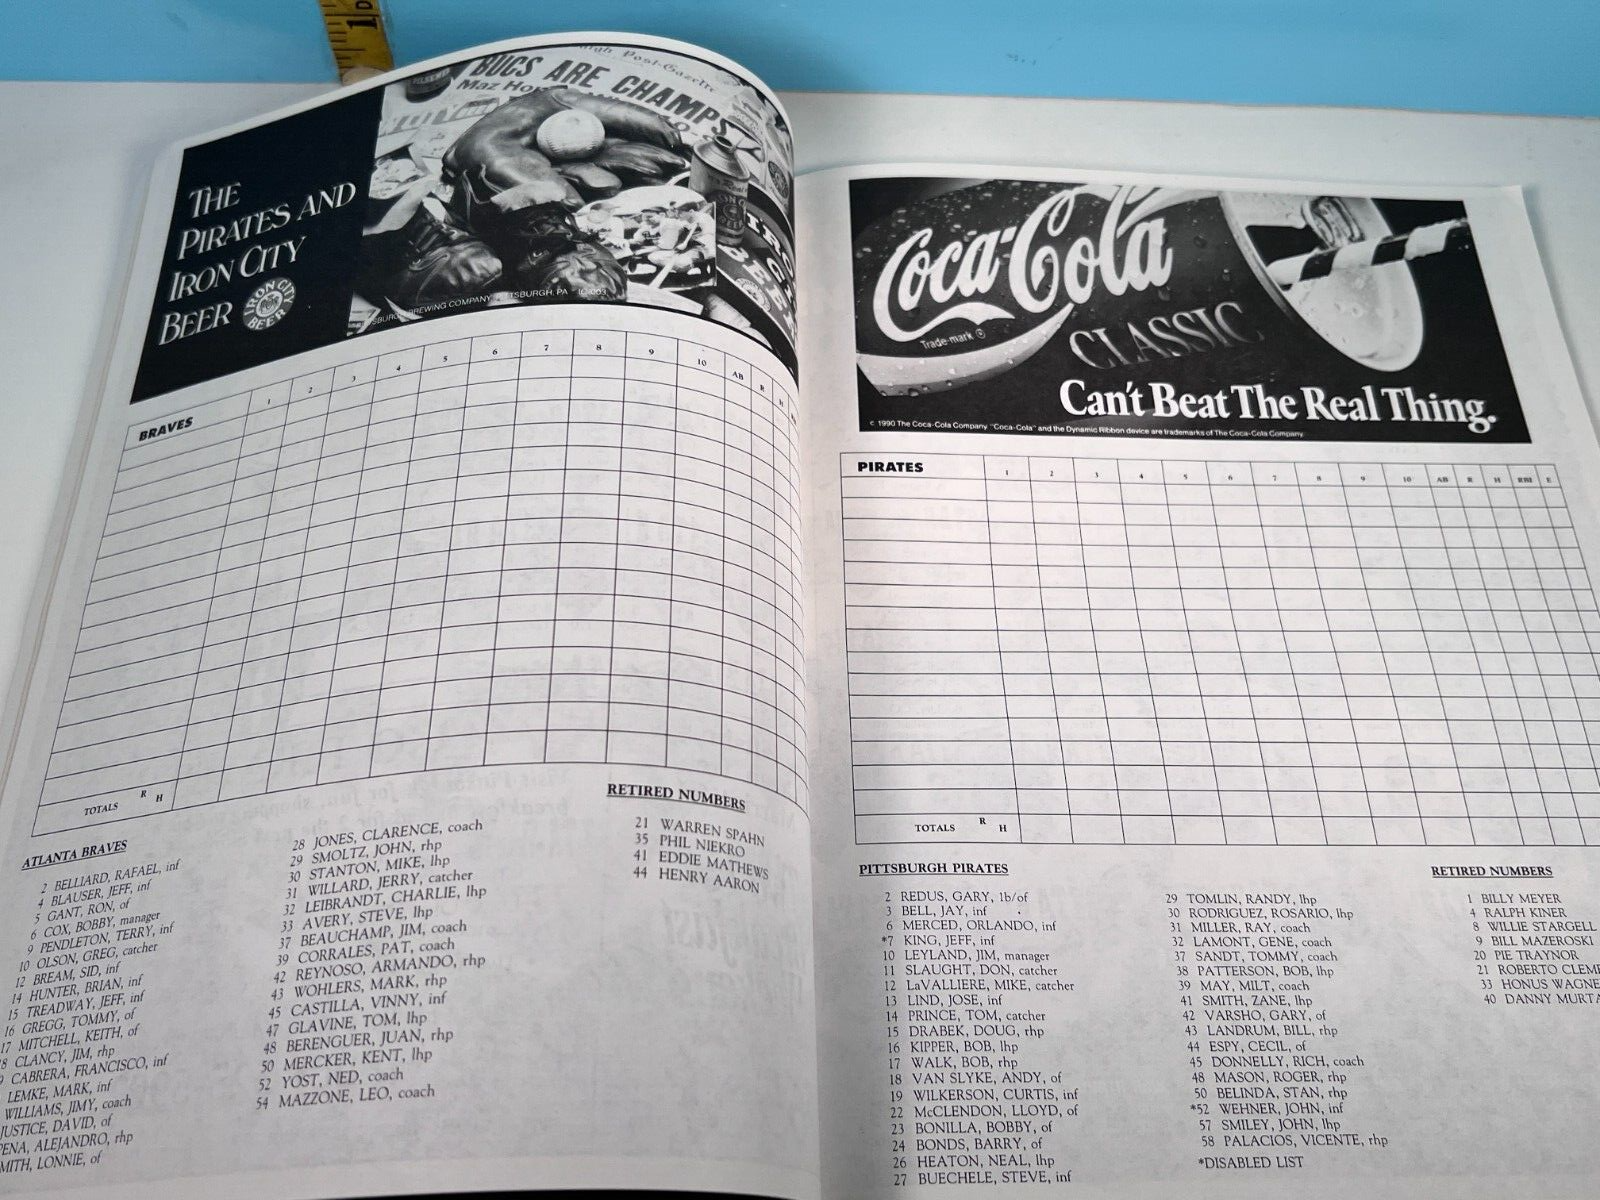 10
THE
PIRATES AND
IRON CITY
BEER
IRON CITY
BEER
Post-Gazette
BUCS ARE CHAMPS
BREWING COMPANY, PITTSBURGH, PA
BRAVES 1 2 3 4 5 6 7 8 9 10 AB R H
TOTALS R H
ATLANTA BRAVES
2 BELLIARD, RAFAEL, inf
4 BLAUSER, JEFF, inf
5 GANT, RON, of
6 COX, BOBBY, manager
9 PENDLETON, TERRY, inf
10 OLSON, GREG, catcher
12 BREAM, SID, inf
14 HUNTER, BRIAN, inf
15 TREADWAY, JEFF, inf
16 GREGG, TOMMY, of
17 MITCHELL, KEITH, of
CLANCY, JIM, rhp
CABRERA, FRANCISCO, inf
LEMKE, MARK, inf
WILLIAMS, JIMY, coach
JUSTICE, DAVID, of
PENA, ALEJANDRO, rhp
MITH, LONNIE, of
28 JONES, CLARENCE, coach
29 SMOLTZ, JOHN, rhp
30 STANTON, MIKE, lhp
31 WILLARD, JERRY, catcher
32 LEIBRANDT, CHARLIE, lhp
33 AVERY, STEVE, lhp
37 BEAUCHAMP, JIM, coach
39 CORRALES, PAT, coach
42 REYNOSO, ARMANDO, rhp
43 WOHLERS, MARK, rhp
45 CASTILLA, VINNY, inf
47 GLAVINE, TOM, lhp
48 BERENGUER, JUAN, rhp
50 MERCKER, KENT, lhp
52 YOST, NED, coach
54 MAZZONE, LEO, coach
RETIRED NUMBERS
21 WARREN SPAHN
35 PHIL NIEKRO
41 EDDIE MATHEWS
44 HENRY AARON
Coca-Cola
Trade-mark ®
CLASSIC
Can't Beat The Real Thing.
© 1990 The Coca-Cola Company. "Coca-Cola" and the Dynamic Ribbon device are trademarks of The Coca-Cola Company.
PIRATES 1 2 3 4 5 6 7 8 9 10 AB R H RBI E
TOTALS R H
PITTSBURGH PIRATES
2 REDUS, GARY, 1b/of
3 BELL, JAY, inf
6 MERCED, ORLANDO, inf
*7 KING, JEFF, inf
10 LEYLAND, JIM, manager
11 SLAUGHT, DON, catcher
12 LaVALLIERE, MIKE, catcher
13 LIND, JOSE, inf
14 PRINCE, TOM, catcher
15 DRABEK, DOUG, rhp
16 KIPPER, BOB, lhp
17 WALK, BOB, rhp
18 VAN SLYKE, ANDY, of
19 WILKERSON, CURTIS, inf
22 McCLENDON, LLOYD, of
23 BONILLA, BOBBY, of
24 BONDS, BARRY, of
26 HEATON, NEAL, lhp
27 BUECHELE, STEVE, inf
29 TOMLIN, RANDY, lhp
30 RODRIGUEZ, ROSARIO, lhp
31 MILLER, RAY, coach
32 LAMONT, GENE, coach
37 SANDT, TOMMY, coach
38 PATTERSON, BOB, lhp
39 MAY, MILT, coach
41 SMITH, ZANE, lhp
42 VARSHO, GARY, of
43 LANDRUM, BILL, rhp
44 ESPY, CECIL, of
45 DONNELLY, RICH, coach
48 MASON, ROGER, rhp
50 BELINDA, STAN, rhp
*52 WEHNER, JOHN, inf
57 SMILEY, JOHN, lhp
58 PALACIOS, VICENTE, rhp
*DISABLED LIST
RETIRED NUMBERS
1 BILLY MEYER
4 RALPH KINER
8 WILLIE STARGELL
9 BILL MAZEROSKI
20 PIE TRAYNOR
21 ROBERTO CLEM
33 HONUS WAGNE
40 DANNY MURTA